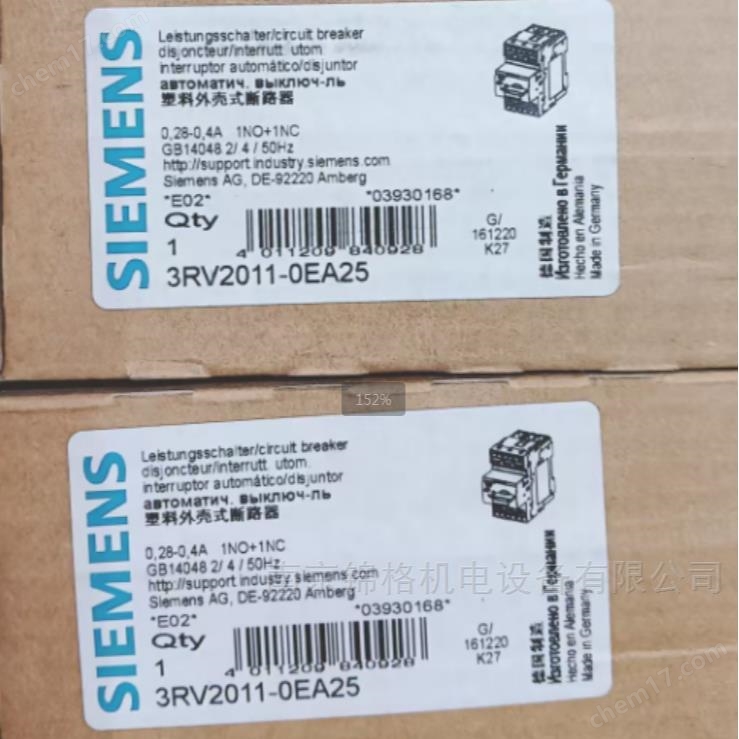 SIEMENS
Leistungsschalter/circuit breaker
disjoncteur/interrutt. utom.
interruptor automático/disjuntor
автоматич. выключ-ль
塑料外壳式断路器
0,28-0,4A 1NO+1NC
GB14048 2/ 4 / 50Hz
http://support.industry.siemens.com
Siemens AG, DE-92220 Amberg
*E02*
*03930168*
Qty
1
4 011209 840928
G/
161220
K27
3RV2011-0EA25
德国制造
Изготовлено в Германии
Hecho en Alemania
Made in Germany
152%
SIEMENS
Leistungsschalter/circuit breaker
disjoncteur/interrutt. utom.
interruptor automático/disjuntor
автоматич. выключ-ль
塑料外壳式断路器
0,28-0,4A 1NO+1NC
GB14048 2/ 4 / 50Hz
http://support.industry.siemens.com
Siemens AG, DE-92220 Amberg
*E02*
*03930168*
Qty
1
4 011209 840928
G/
161220
K27
3RV2011-0EA25
德国制造
Изготовлено в Германии
Hecho en Alemania
Made in Germany
锦格机电设备有限公司
chem17.com